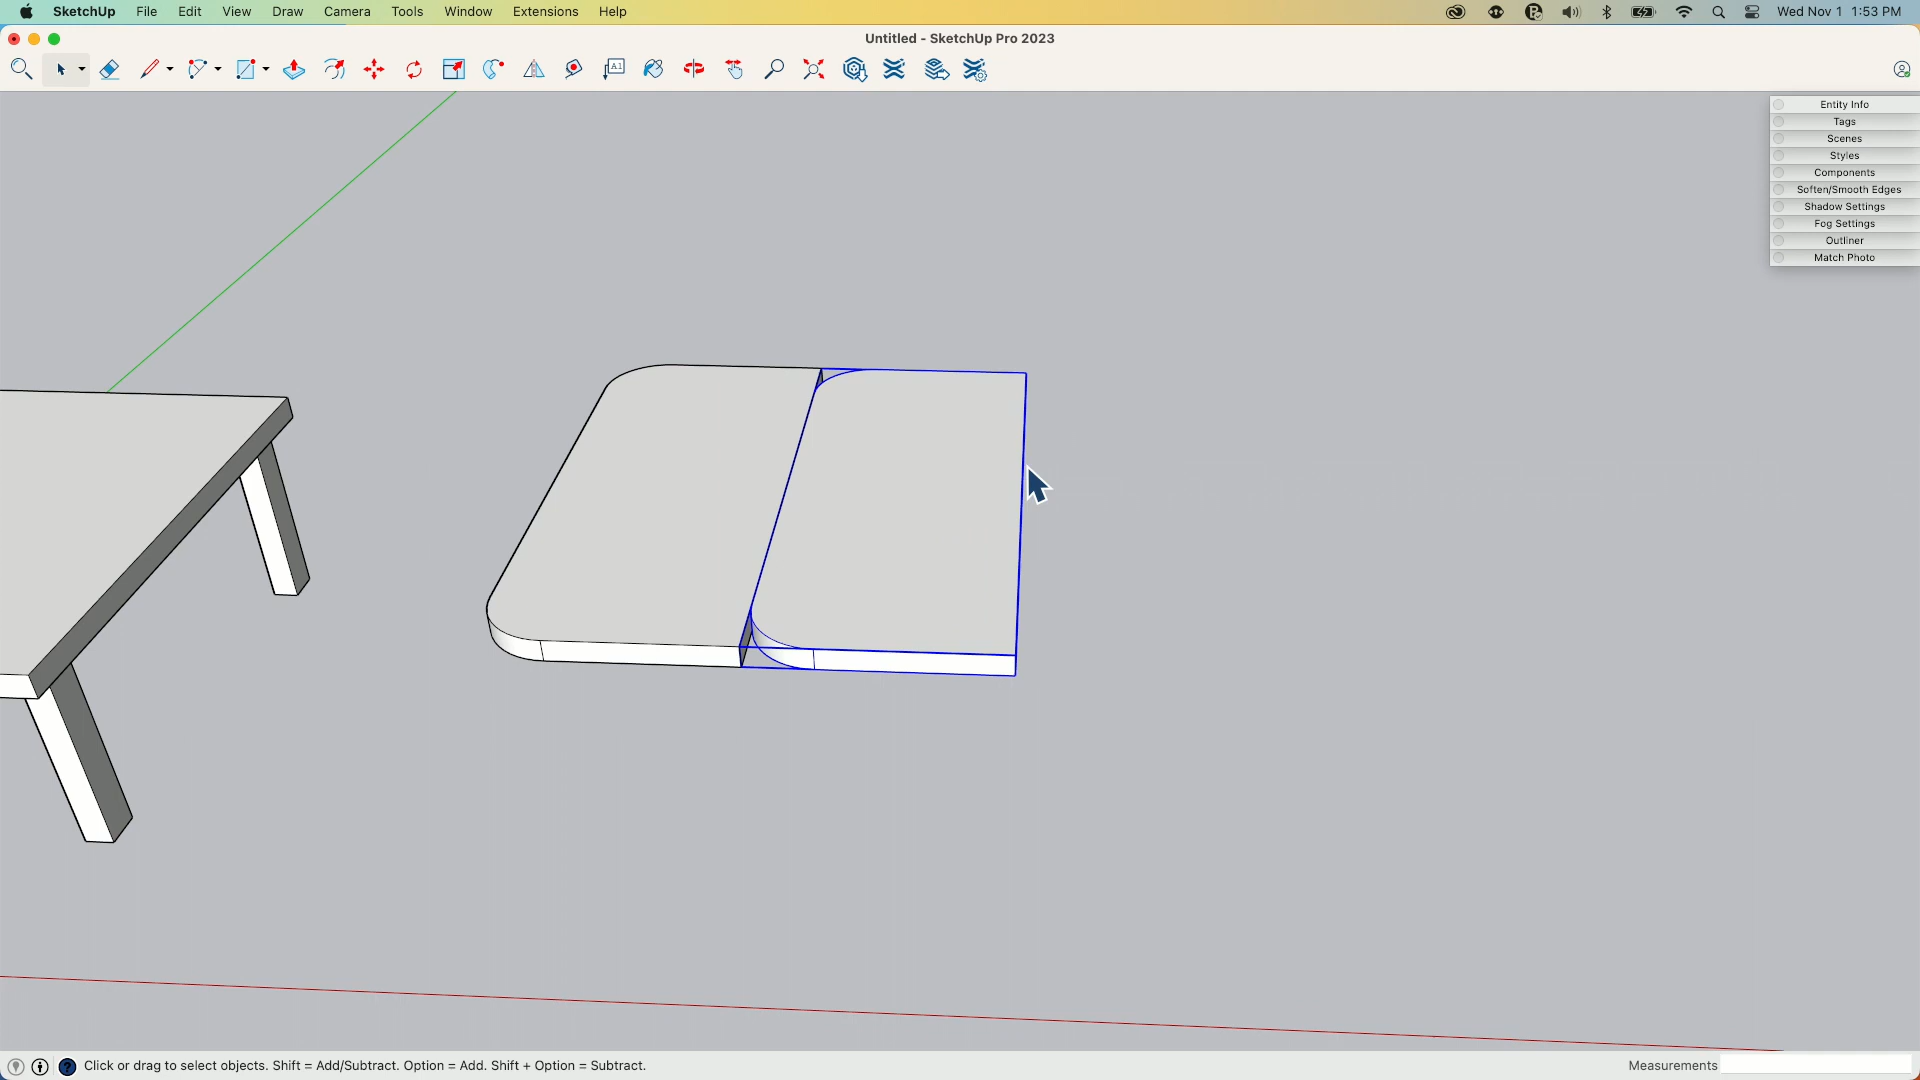 SketchUp File Edit View Draw Camera Tools Window Extensions Help Wed Nov 1 1:53 PM
Untitled - SketchUp Pro 2023
A1
Entity Info
Tags
Scenes
Styles
Components
Soften/Smooth Edges
Shadow Settings
Fog Settings
Outliner
Match Photo
Click or drag to select objects. Shift = Add/Subtract. Option = Add. Shift + Option = Subtract. Measurements